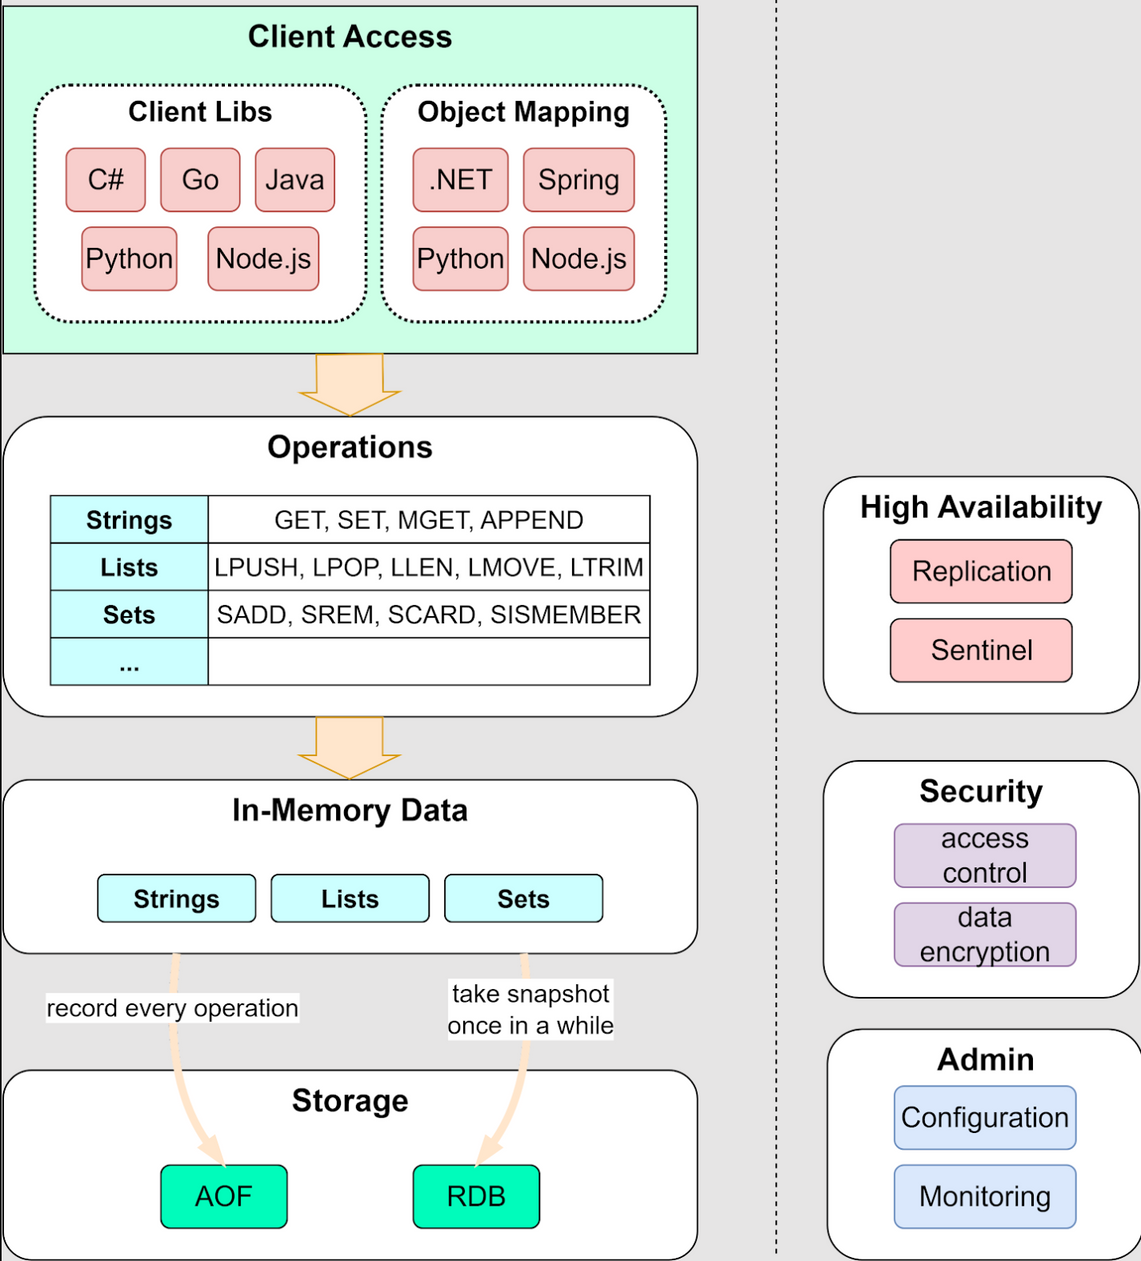 Client Access
Client Libs
C# Go Java
Python Node.js
Object Mapping
.NET Spring
Python Node.js
Operations
Strings GET, SET, MGET, APPEND
Lists LPUSH, LPOP, LLEN, LMOVE, LTRIM
Sets SADD, SREM, SCARD, SISMEMBER
...
In-Memory Data
Strings Lists Sets
record every operation
take snapshot
once in a while
Storage
AOF RDB
High Availability
Replication
Sentinel
Security
access
control
data
encryption
Admin
Configuration
Monitoring